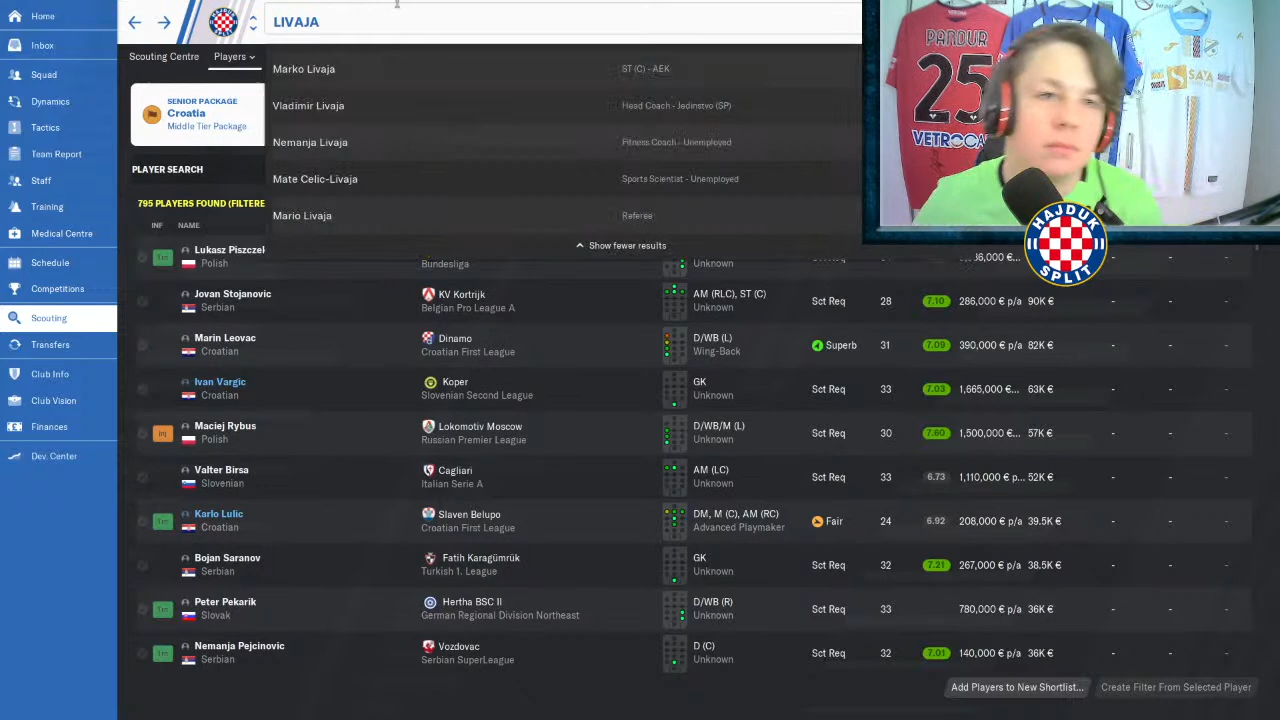 Home
Inbox
Squad
Dynamics
Tactics
Team Report
Staff
Training
Medical Centre
Schedule
Competitions
Scouting
Transfers
Club Info
Club Vision
Finances
Dev. Center
LIVAJA
Scouting Centre Players
SENIOR PACKAGE
Croatia
Middle Tier Package
PLAYER SEARCH
795 PLAYERS FOUND (FILTERE
INF NAME
Marko Livaja ST (C) - AEK
Vladimir Livaja Head Coach - Jedinstvo (SP)
Nemanja Livaja Fitness Coach - Unemployed
Mate Celic-Livaja Sports Scientist - Unemployed
Mario Livaja Referee
Show fewer results
Lukasz Piszczek
Polish Bundesliga Unknown
Jovan Stojanovic KV Kortrijk AM (RLC), ST (C) Sct Req 28 7.10 286,000 € p/a 90K € - - -
Serbian Belgian Pro League A Unknown
Marin Leovac Dinamo D/WB (L) Superb 31 7.09 390,000 € p/a 82K € - - -
Croatian Croatian First League Wing-Back
Ivan Vargic Koper GK Sct Req 33 7.03 1,665,000 €... 63K € - - -
Croatian Slovenian Second League Unknown
Inj Maciej Rybus Lokomotiv Moscow D/WB/M (L) Sct Req 30 7.60 1,500,000 €... 57K € - - -
Polish Russian Premier League Unknown
Valter Birsa Cagliari AM (LC) Sct Req 33 6.73 1,110,000 € p... 52K € - - -
Slovenian Italian Serie A Unknown
Trn Karlo Lulic Slaven Belupo DM, M (C), AM (RC) Fair 24 6.92 208,000 € p/a 39.5K € - - -
Croatian Croatian First League Advanced Playmaker
Bojan Saranov Fatih Karagümrük GK Sct Req 32 7.21 267,000 € p/a 38.5K € - - -
Serbian Turkish 1. League Unknown
Trn Peter Pekarik Hertha BSC II D/WB (R) Sct Req 33 780,000 € p/a 36K € - - -
Slovak German Regional Division Northeast Unknown
Trn Nemanja Pejcinovic Vozdovac D (C) Sct Req 32 7.01 140,000 € p/a 36K € - - -
Serbian Serbian SuperLeague Unknown
Add Players to New Shortlist... Create Filter From Selected Player
PANDUR
25
VETROCA
SAVA
HAJDUK
SPLIT